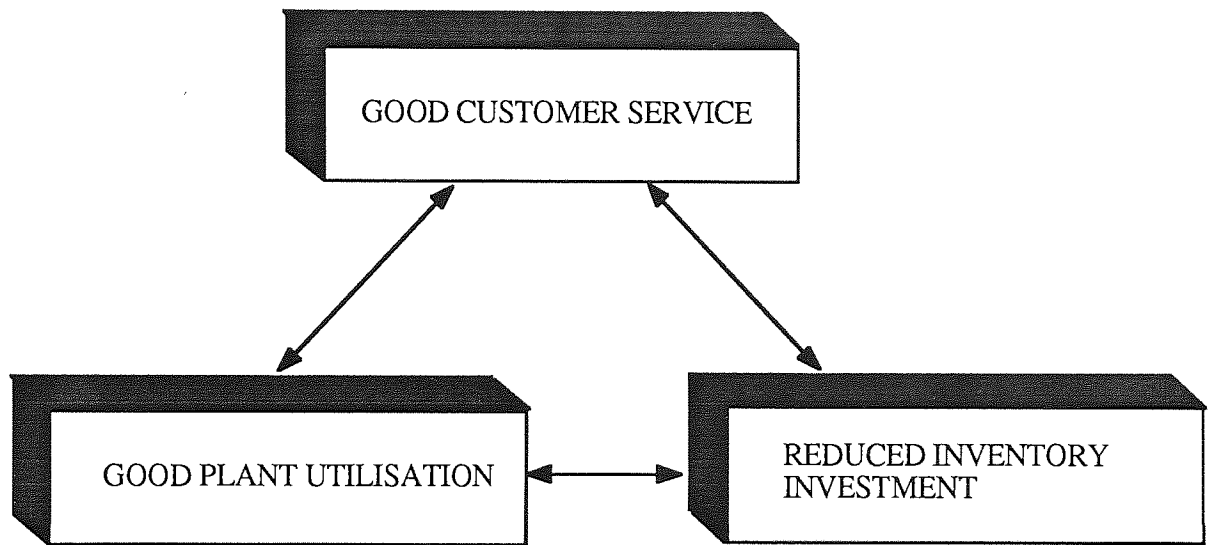 GOOD CUSTOMER SERVICE
GOOD PLANT UTILISATION
REDUCED INVENTORY
INVESTMENT